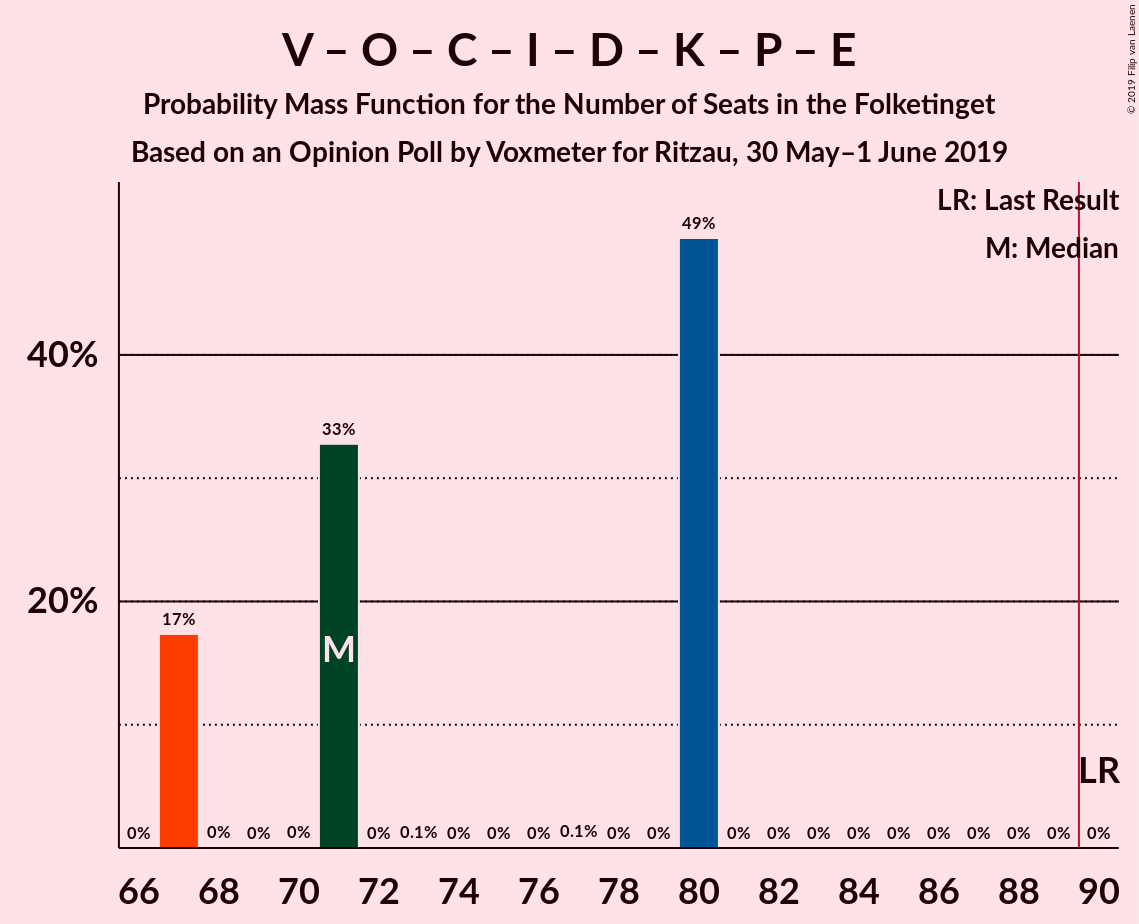 V – O – C – I – D – K – P – E
Probability Mass Function for the Number of Seats in the Folketinget
Based on an Opinion Poll by Voxmeter for Ritzau, 30 May–1 June 2019
© 2019 Filip van Laenen
LR: Last Result
M: Median
49%
40%
33%
20%
17%
M
LR
0% 0% 0% 0% 0% 0.1% 0% 0% 0% 0.1% 0% 0% 0% 0% 0% 0% 0% 0% 0% 0% 0% 0%
66 68 70 72 74 76 78 80 82 84 86 88 90